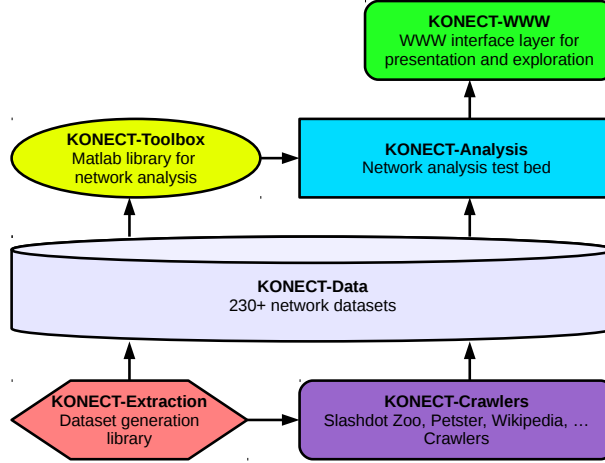 KONECT-WWW
WWW interface layer for
presentation and exploration
KONECT-Toolbox
Matlab library for
network analysis
KONECT-Analysis
Network analysis test bed
KONECT-Data
230+ network datasets
KONECT-Extraction
Dataset generation
library
KONECT-Crawlers
Slashdot Zoo, Petster, Wikipedia, …
Crawlers